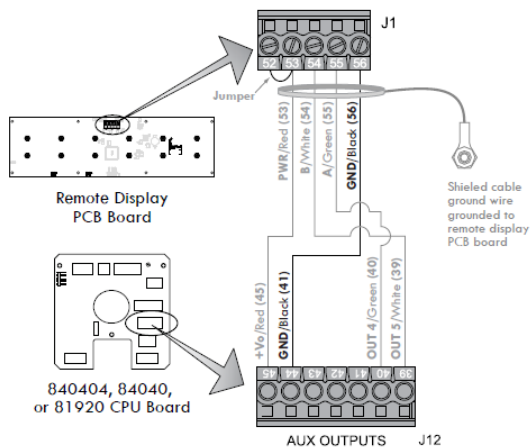 J1
52 53 54 55 56
Jumper
PWR/Red (53)
B/White (54)
A/Green (55)
GND/Black (56)
Remote Display
PCB Board
Shielded cable
ground wire
grounded to
remote display
PCB board
+Vo/Red (45)
GND/Black (41)
OUT 4/Green (40)
OUT 5/White (39)
840404, 84040,
or 81920 CPU Board
45 44 43 42 41 40 39
AUX OUTPUTS J12